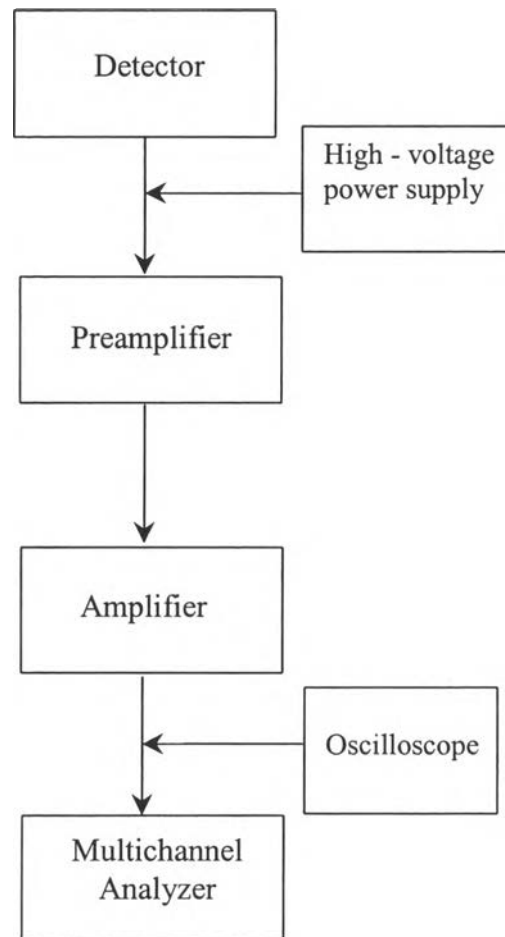 Detector
High - voltage
power supply
Preamplifier
Amplifier
Oscilloscope
Multichannel
Analyzer